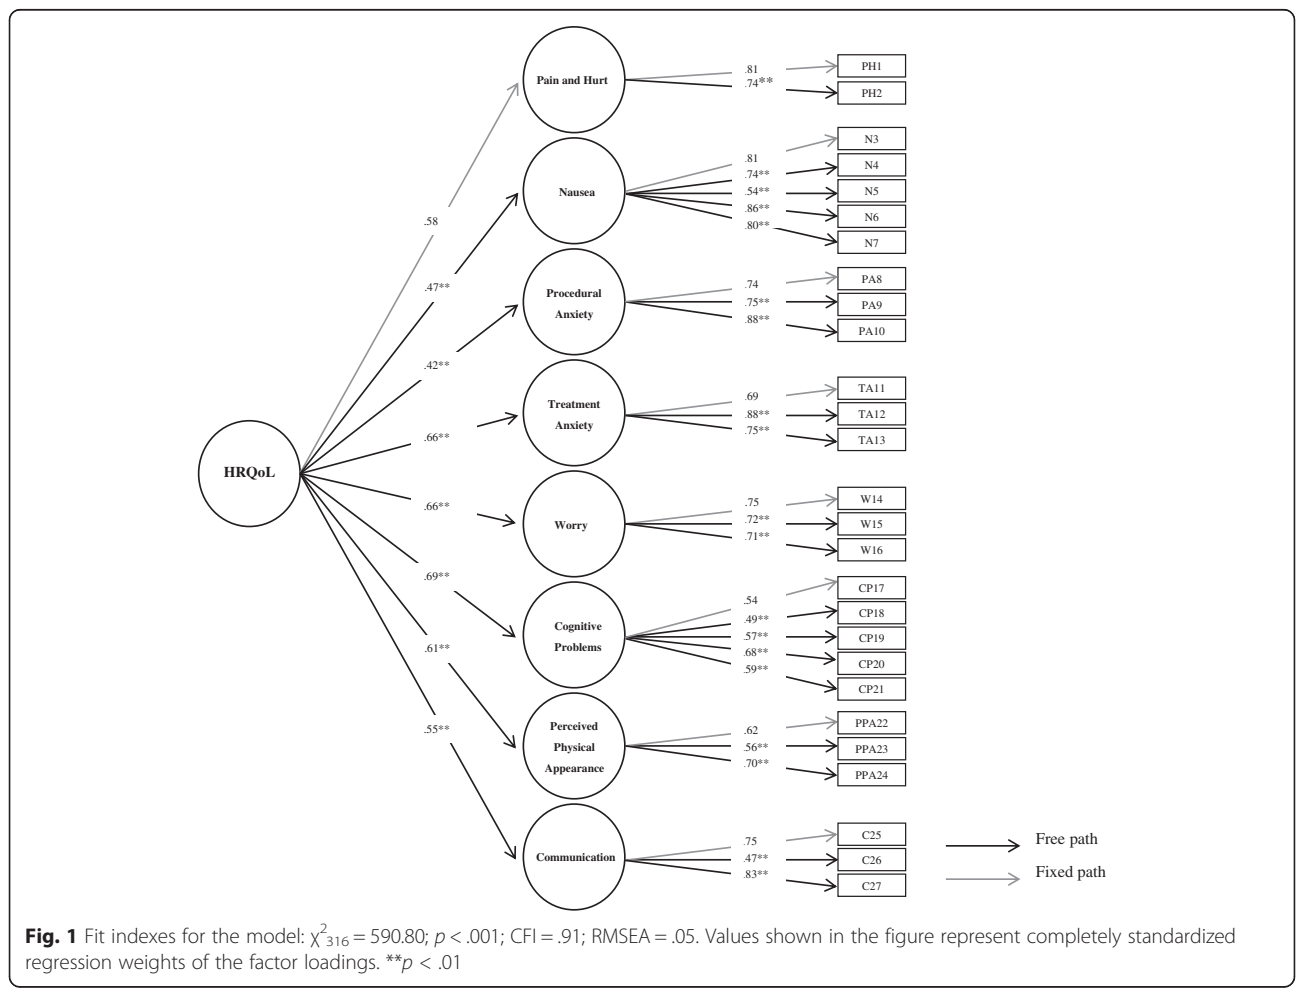 Pain and Hurt
.81
.74**
PH1
PH2
Nausea
.81
.74**
.54**
.86**
.80**
N3
N4
N5
N6
N7
Procedural
Anxiety
.74
.75**
.88**
PA8
PA9
PA10
Treatment
Anxiety
.69
.88**
.75**
TA11
TA12
TA13
HRQoL
.58
.47**
.42**
.66**
.66**
.69**
.61**
.55**
Worry
.75
.72**
.71**
W14
W15
W16
Cognitive
Problems
.54
.49**
.57**
.68**
.59**
CP17
CP18
CP19
CP20
CP21
Perceived
Physical
Appearance
.62
.56**
.70**
PPA22
PPA23
PPA24
Communication
.75
.47**
.83**
C25
C26
C27
Free path
Fixed path
Fig. 1 Fit indexes for the model: χ²₃₁₆ = 590.80; p < .001; CFI = .91; RMSEA = .05. Values shown in the figure represent completely standardized
regression weights of the factor loadings. **p < .01